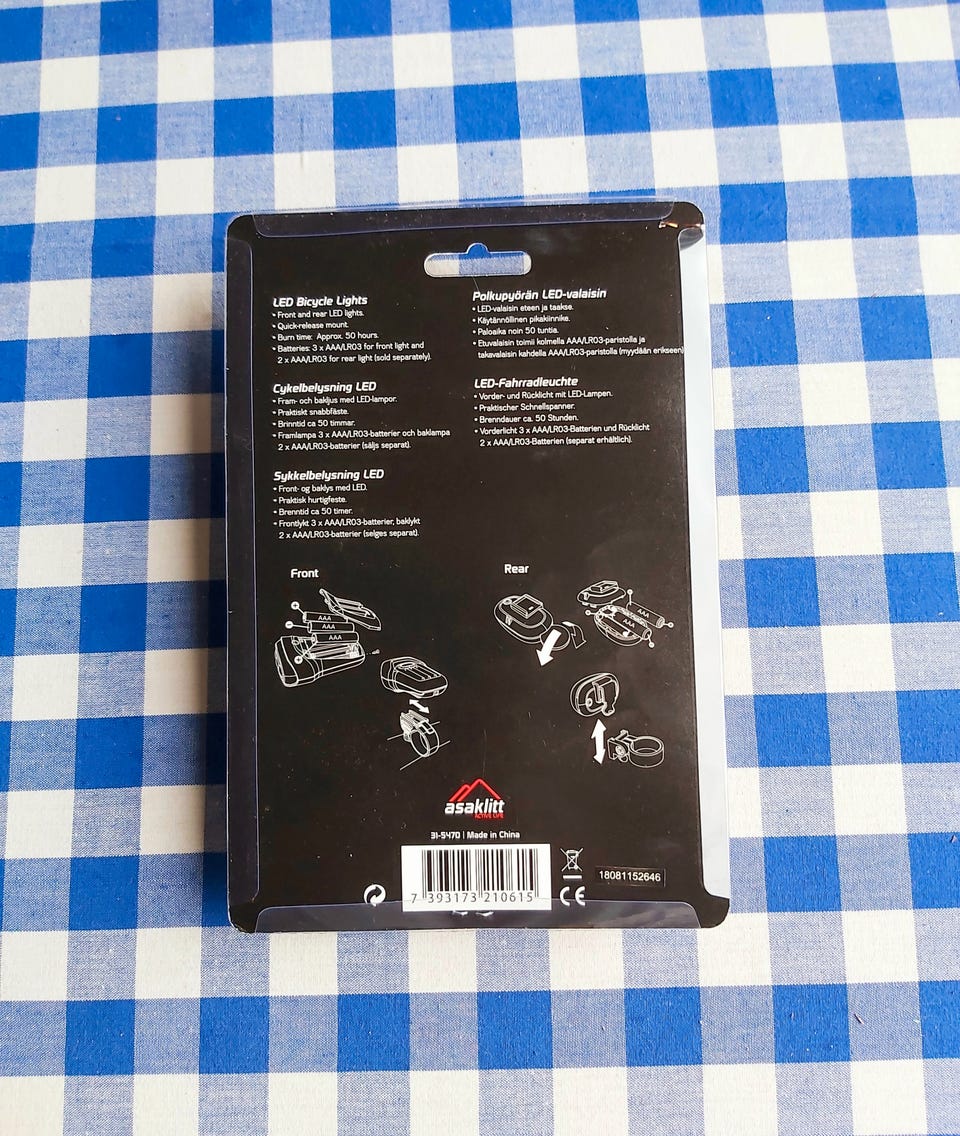 LED Bicycle Lights
• Front and rear LED lights.
• Quick-release mount.
• Burn time: Approx. 50 hours.
• Batteries: 3 x AAA/LR03 for front light and
2 x AAA/LR03 for rear light (sold separately).
Cykelbelysning LED
• Fram- och bakljus med LED-lampor.
• Praktiskt snabbfäste.
• Brinntid ca 50 timmar.
• Framlampa 3 x AAA/LR03-batterier och baklampa
2 x AAA/LR03-batterier (säljs separat).
Sykkelbelysning LED
• Front- og baklys med LED.
• Praktisk hurtigfeste.
• Brenntid ca 50 timer.
• Frontlykt 3 x AAA/LR03-batterier, baklykt
2 x AAA/LR03-batterier (selges separat).
Polkupyörän LED-valaisin
• LED-valaisin eteen ja taakse.
• Käytännöllinen pikakiinnike.
• Paloaika noin 50 tuntia.
• Etuvalaisin toimii kolmella AAA/LR03-paristolla ja
takavalaisin kahdella AAA/LR03-paristolla (myydään erikseen)
LED-Fahrradleuchte
• Vorder- und Rücklicht mit LED-Lampen.
• Praktischer Schnellspanner.
• Brenndauer ca. 50 Stunden.
• Vorderlicht 3 x AAA/LR03-Batterien und Rücklicht
2 x AAA/LR03-Batterien (separat erhältlich).
Front
AAA
AAA
AAA
Rear
AAA
AAA
asaklitt
ACTIVE LIFE
31-5470 | Made in China
7 393173 210615
CE
18081152646